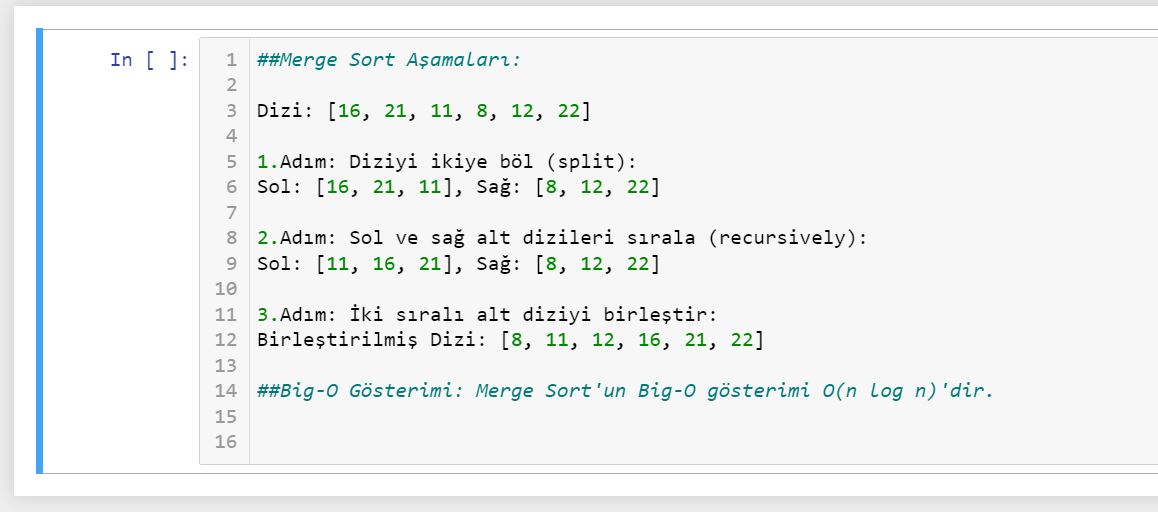 In [ ]:
1 ##Merge Sort Aşamaları:
2
3 Dizi: [16, 21, 11, 8, 12, 22]
4
5 1.Adım: Diziyi ikiye böl (split):
6 Sol: [16, 21, 11], Sağ: [8, 12, 22]
7
8 2.Adım: Sol ve sağ alt dizileri sırala (recursively):
9 Sol: [11, 16, 21], Sağ: [8, 12, 22]
10
11 3.Adım: İki sıralı alt diziyi birleştir:
12 Birleştirilmiş Dizi: [8, 11, 12, 16, 21, 22]
13
14 ##Big-O Gösterimi: Merge Sort'un Big-O gösterimi O(n log n)'dir.
15
16